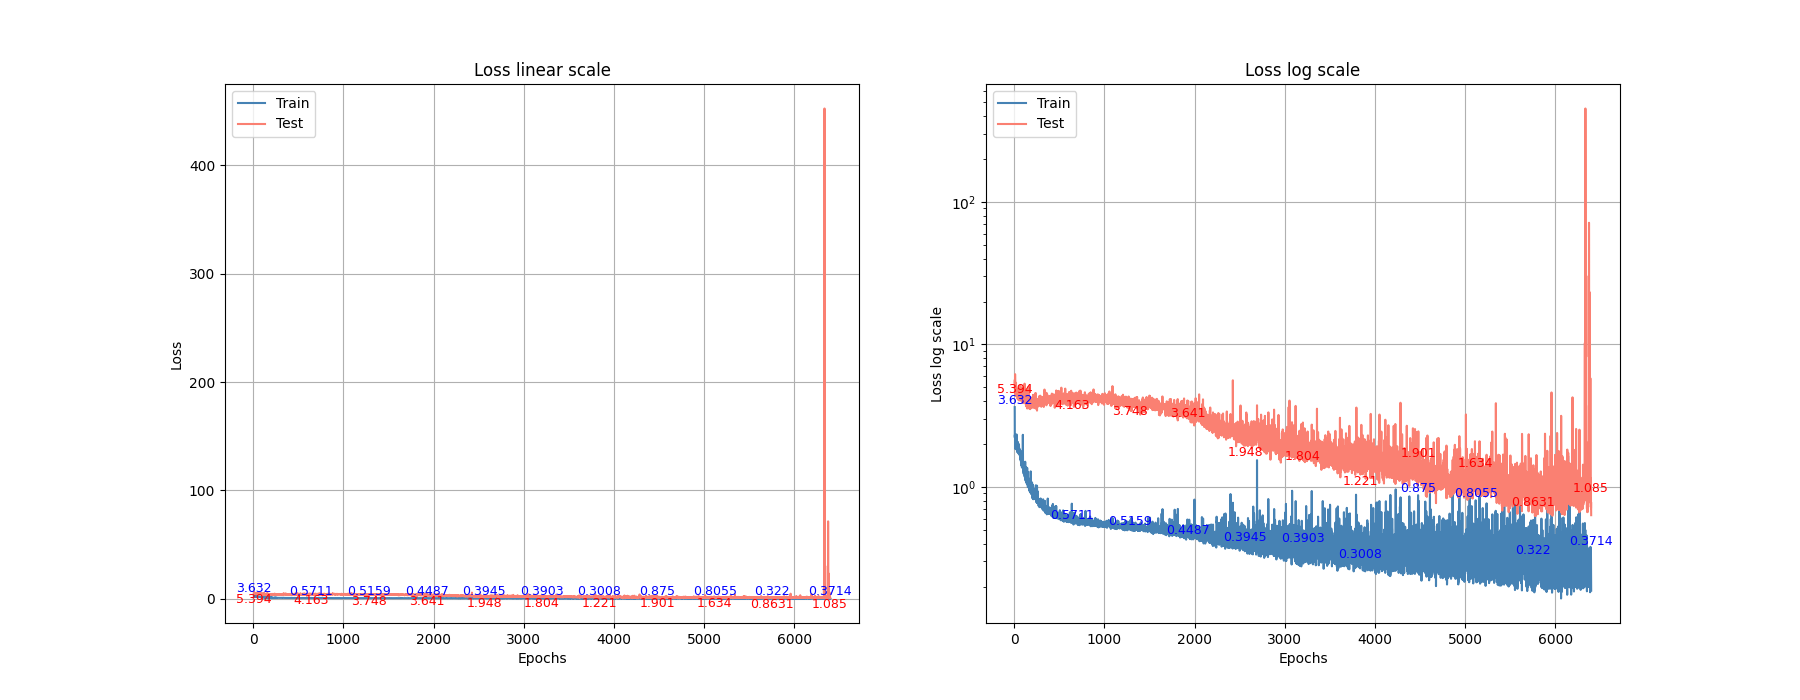 Loss linear scale
Train
Test
400
300
200
100
0
Loss
3.632 0.5711 0.5159 0.4487 0.3945 0.3903 0.3008 0.875 0.8055 0.322 0.3714
5.394 4.163 3.748 3.641 1.948 1.804 1.221 1.901 1.634 0.8631 1.085
0 1000 2000 3000 4000 5000 6000
Epochs
Loss log scale
Train
Test
10²
10¹
10⁰
Loss log scale
5.394 4.163 3.748 3.641 1.948 1.804 1.221 1.901 1.634 0.8631 1.085
3.632 0.5711 0.5159 0.4487 0.3945 0.3903 0.3008 0.875 0.8055 0.322 0.3714
0 1000 2000 3000 4000 5000 6000
Epochs